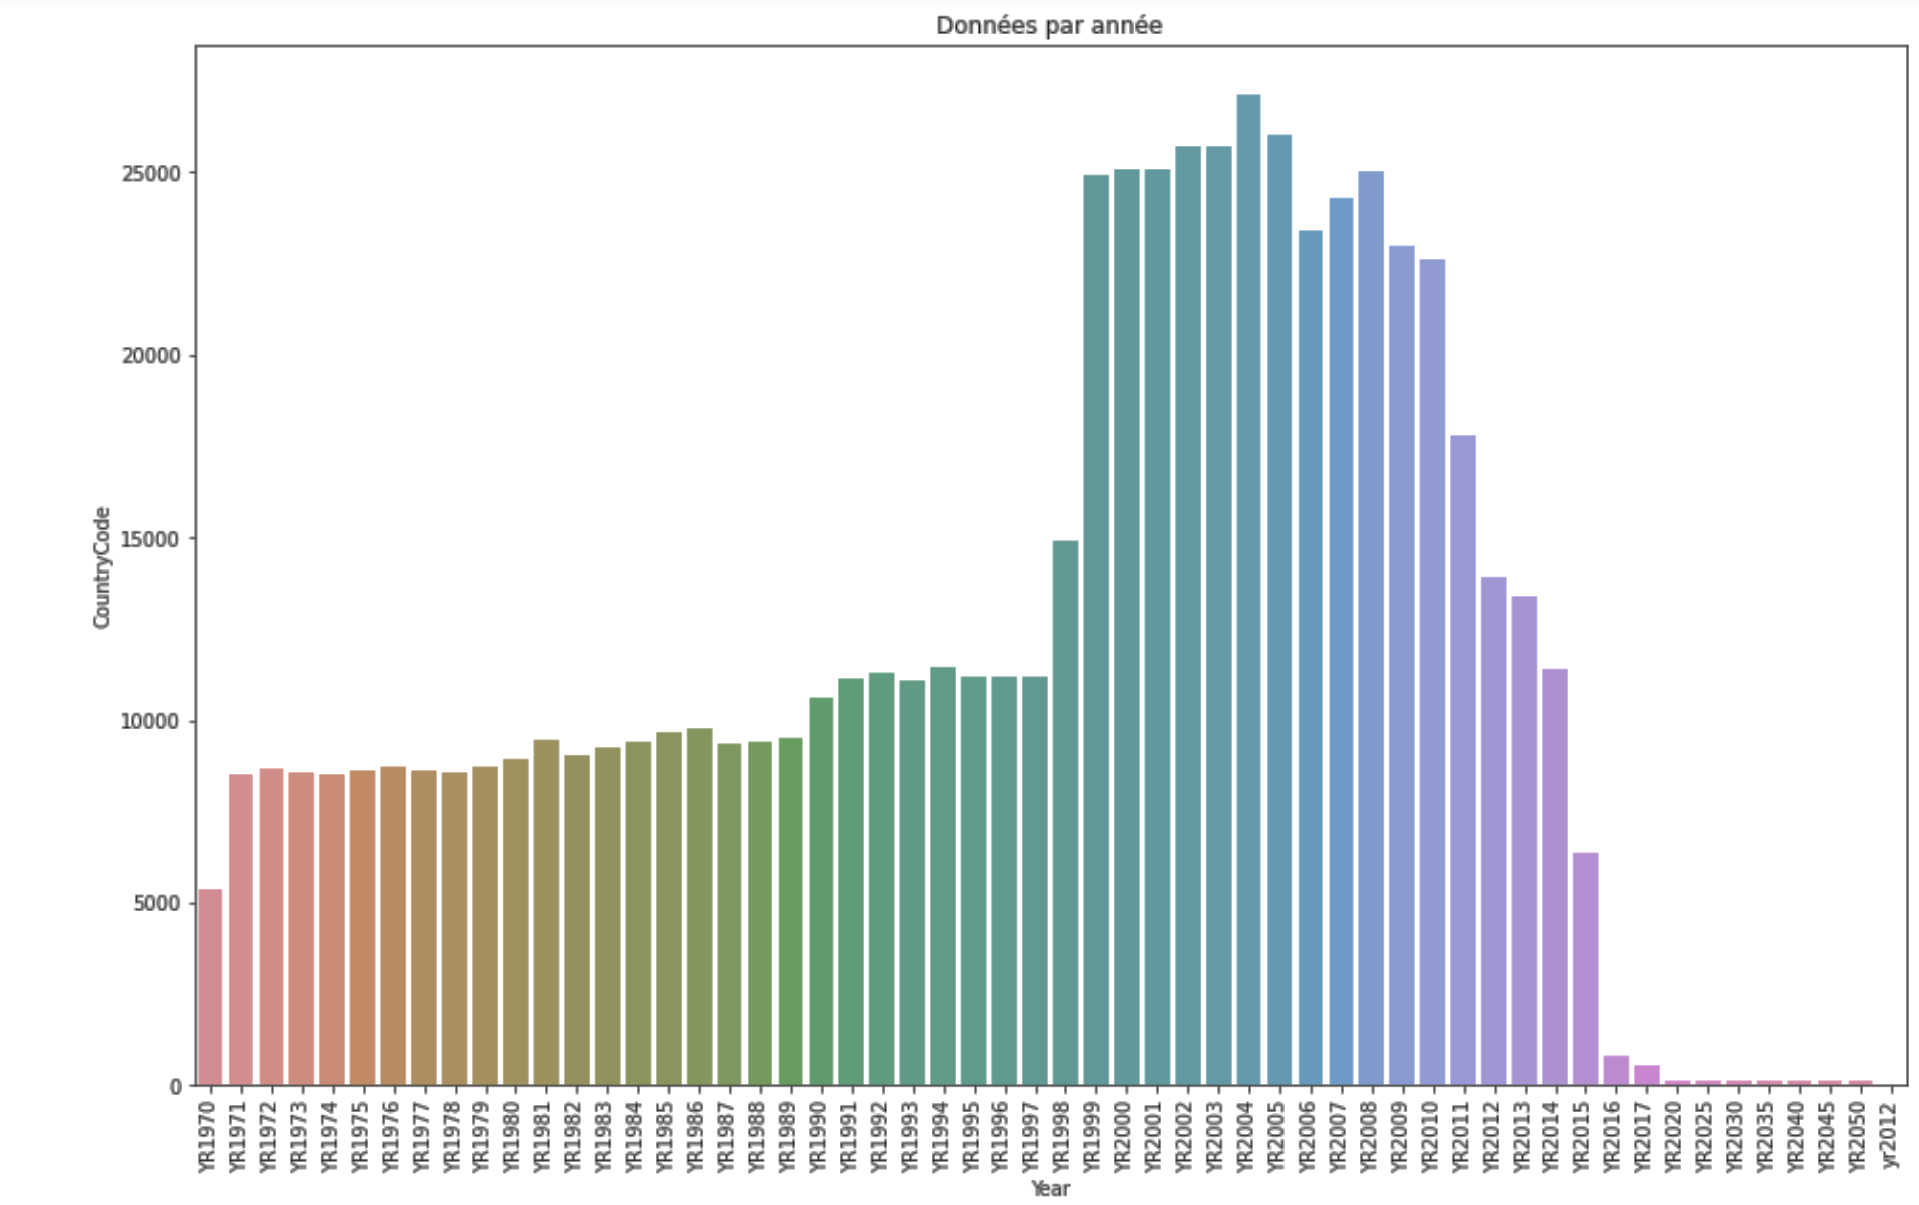 Données par année
25000
20000
15000
10000
5000
0
CountryCode
YR1970
YR1971
YR1972
YR1973
YR1974
YR1975
YR1976
YR1977
YR1978
YR1979
YR1980
YR1981
YR1982
YR1983
YR1984
YR1985
YR1986
YR1987
YR1988
YR1989
YR1990
YR1991
YR1992
YR1993
YR1994
YR1995
YR1996
YR1997
YR1998
YR1999
YR2000
YR2001
YR2002
YR2003
YR2004
YR2005
YR2006
YR2007
YR2008
YR2009
YR2010
YR2011
YR2012
YR2013
YR2014
YR2015
YR2016
YR2017
YR2020
YR2025
YR2030
YR2035
YR2040
YR2045
YR2050
yr2012
Year